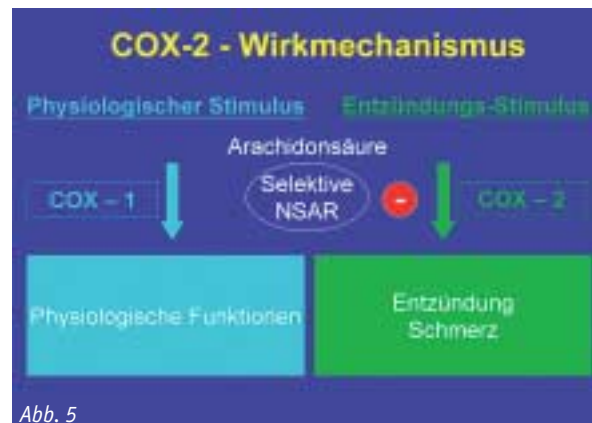 COX-2 - Wirkmechanismus
Physiologischer Stimulus
Entzündungs-Stimulus
Arachidonsäure
COX – 1
Selektive
NSAR
-
COX – 2
Physiologische Funktionen
Entzündung
Schmerz
Abb. 5